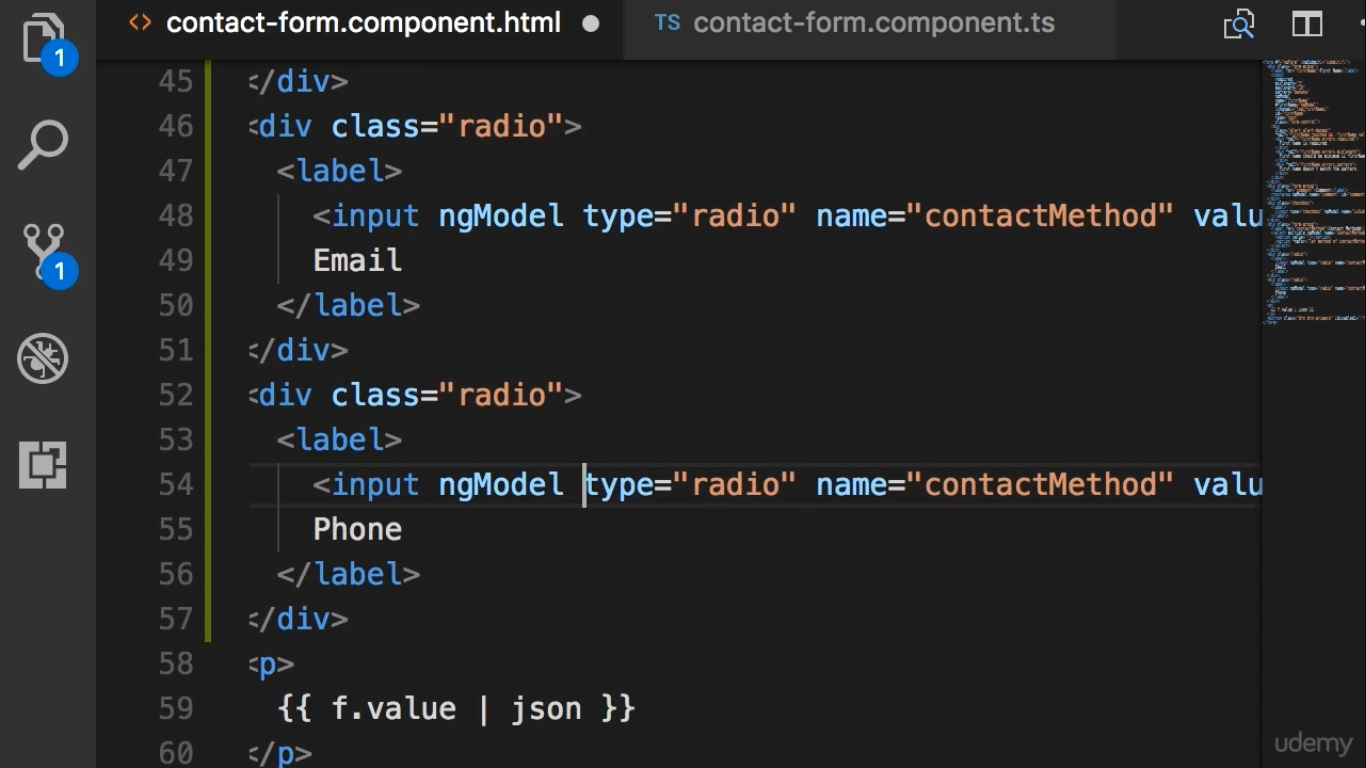 1
1
<> contact-form.component.html
TS contact-form.component.ts
45 </div>
46 <div class="radio">
47 <label>
48 <input ngModel type="radio" name="contactMethod" valu
49 Email
50 </label>
51 </div>
52 <div class="radio">
53 <label>
54 <input ngModel type="radio" name="contactMethod" valu
55 Phone
56 </label>
57 </div>
58 <p>
59 {{ f.value | json }}
60 </p>
udemy